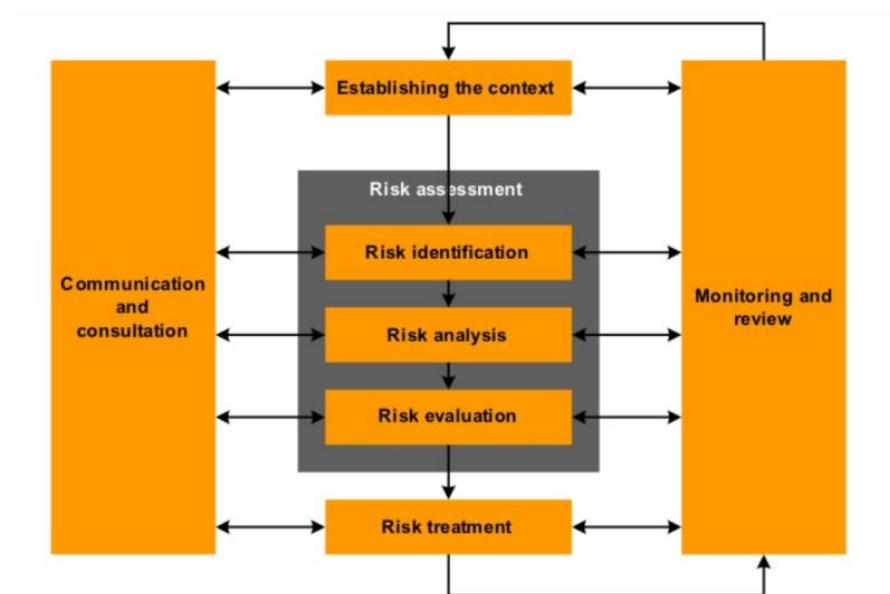 Establishing the context
Risk assessment
Risk identification
Communication
and
consultation
Monitoring and
review
Risk analysis
Risk evaluation
Risk treatment